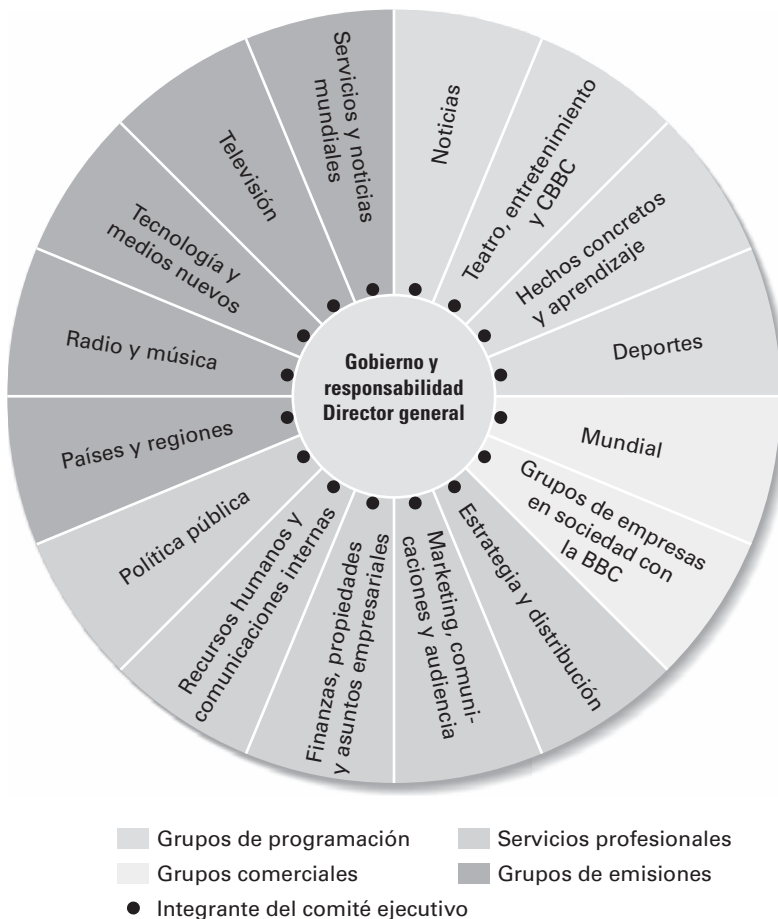 Servicios y noticias
mundiales
Noticias
Teatro, entretenimiento
y CBBC
Hechos concretos
y aprendizaje
Deportes
Mundial
Grupos de empresas
en sociedad con
la BBC
Estrategia y distribución
Marketing, comuni-
caciones y audiencia
Finanzas, propiedades
y asuntos empresariales
Recursos humanos y
comunicaciones internas
Política pública
Países y regiones
Radio y música
Tecnología y
medios nuevos
Televisión
Gobierno y
responsabilidad
Director general
Grupos de programación
Servicios profesionales
Grupos comerciales
Grupos de emisiones
Integrante del comité ejecutivo